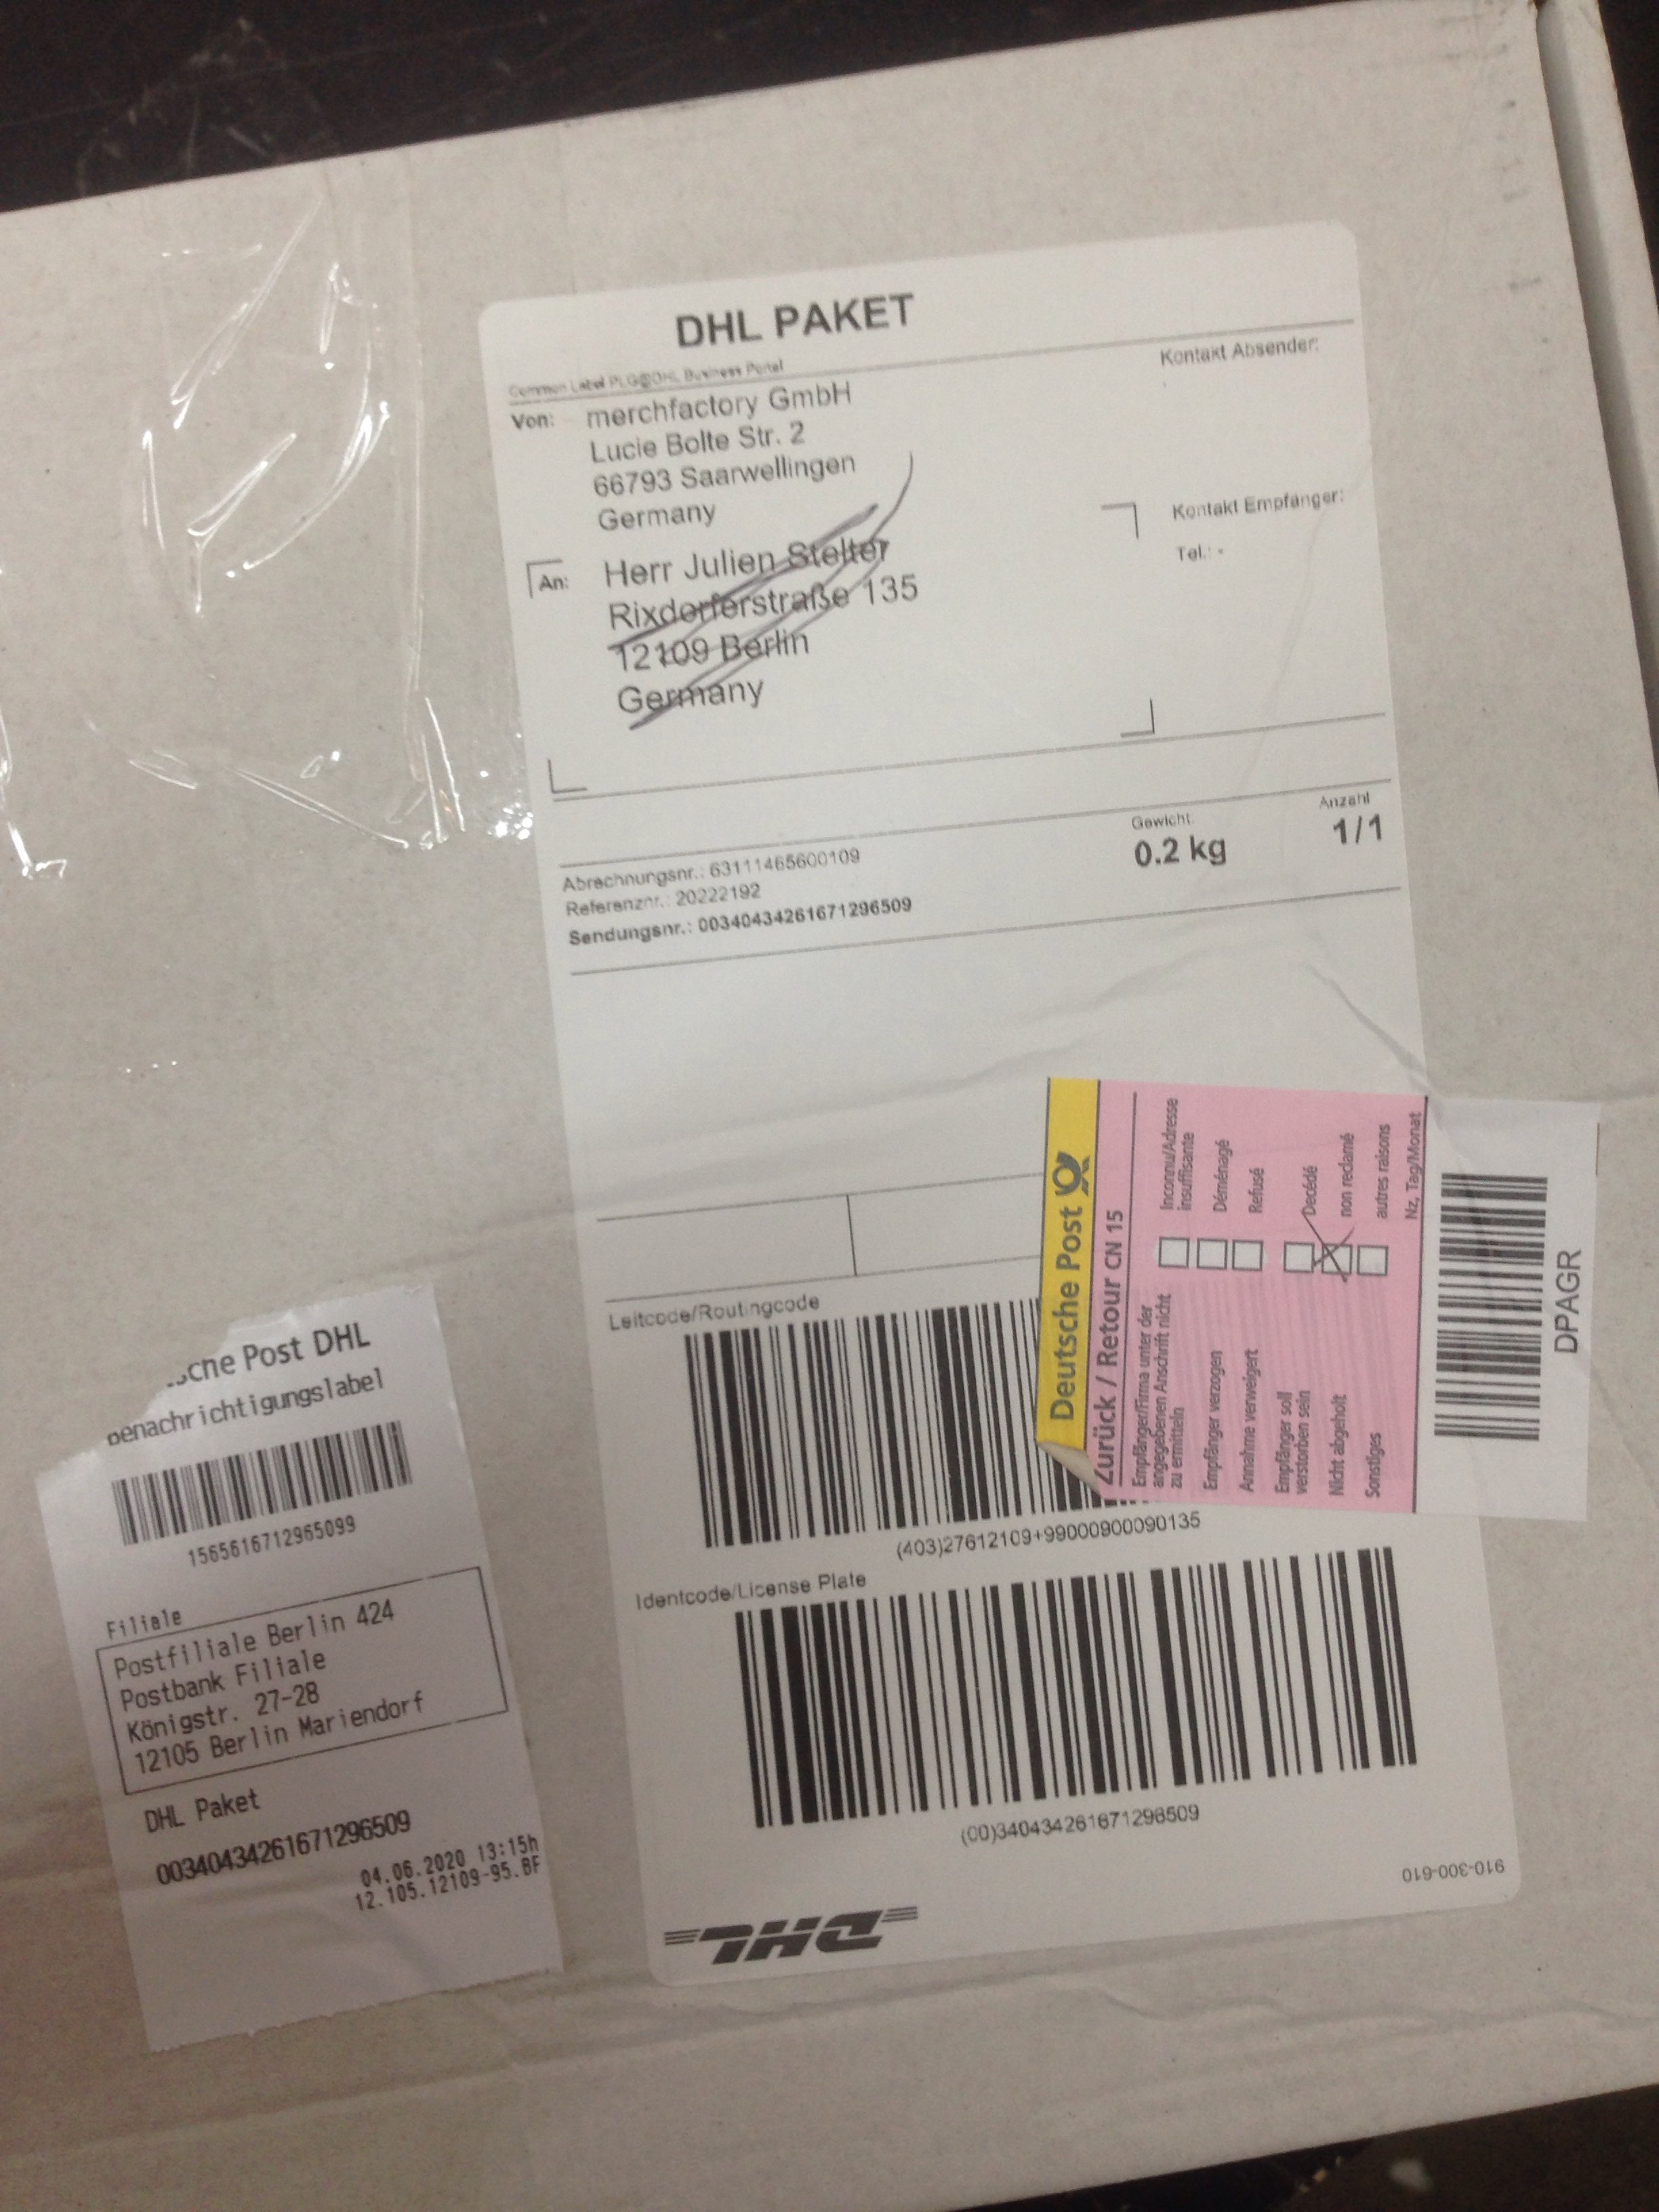 DHL PAKET
Common Label PLG@DHL Business Portal
Kontakt Absender:
Von: merchfactory GmbH
Lucie Bolte Str. 2
66793 Saarwellingen
Germany
Kontakt Empfänger:
Tel.: -
An: Herr Julien Stelter
Rixdorferstraße 135
12109 Berlin
Germany
Gewicht:
0.2 kg
Anzahl
1/1
Abrechnungsnr.: 63111465600109
Referenznr.: 20222192
Sendungsnr.: 00340434261671296509
Leitcode/Routingcode
(403)27612109+99000900090135
Identcode/License Plate
(00)340434261671296509
910-300-610
DHL
Deutsche Post
Zurück / Retour CN 15
Empfänger/Firma unter der
angegebenen Anschrift nicht
zu ermitteln
Inconnu/Adresse
insuffisante
Empfänger verzogen
Déménagé
Annahme verweigert
Refusé
Empfänger soll
verstorben sein
Decédé
Nicht abgeholt
non reclamé
Sonstiges
autres raisons
Nz, Tag/Monat
DPAGR
sche Post DHL
benachrichtigungslabel
1565616712965099
Filiale
Postfiliale Berlin 424
Postbank Filiale
Königstr. 27-28
12105 Berlin Mariendorf
DHL Paket
00340434261671296509
04.06.2020 13:15h
12.105.12109-95.BF